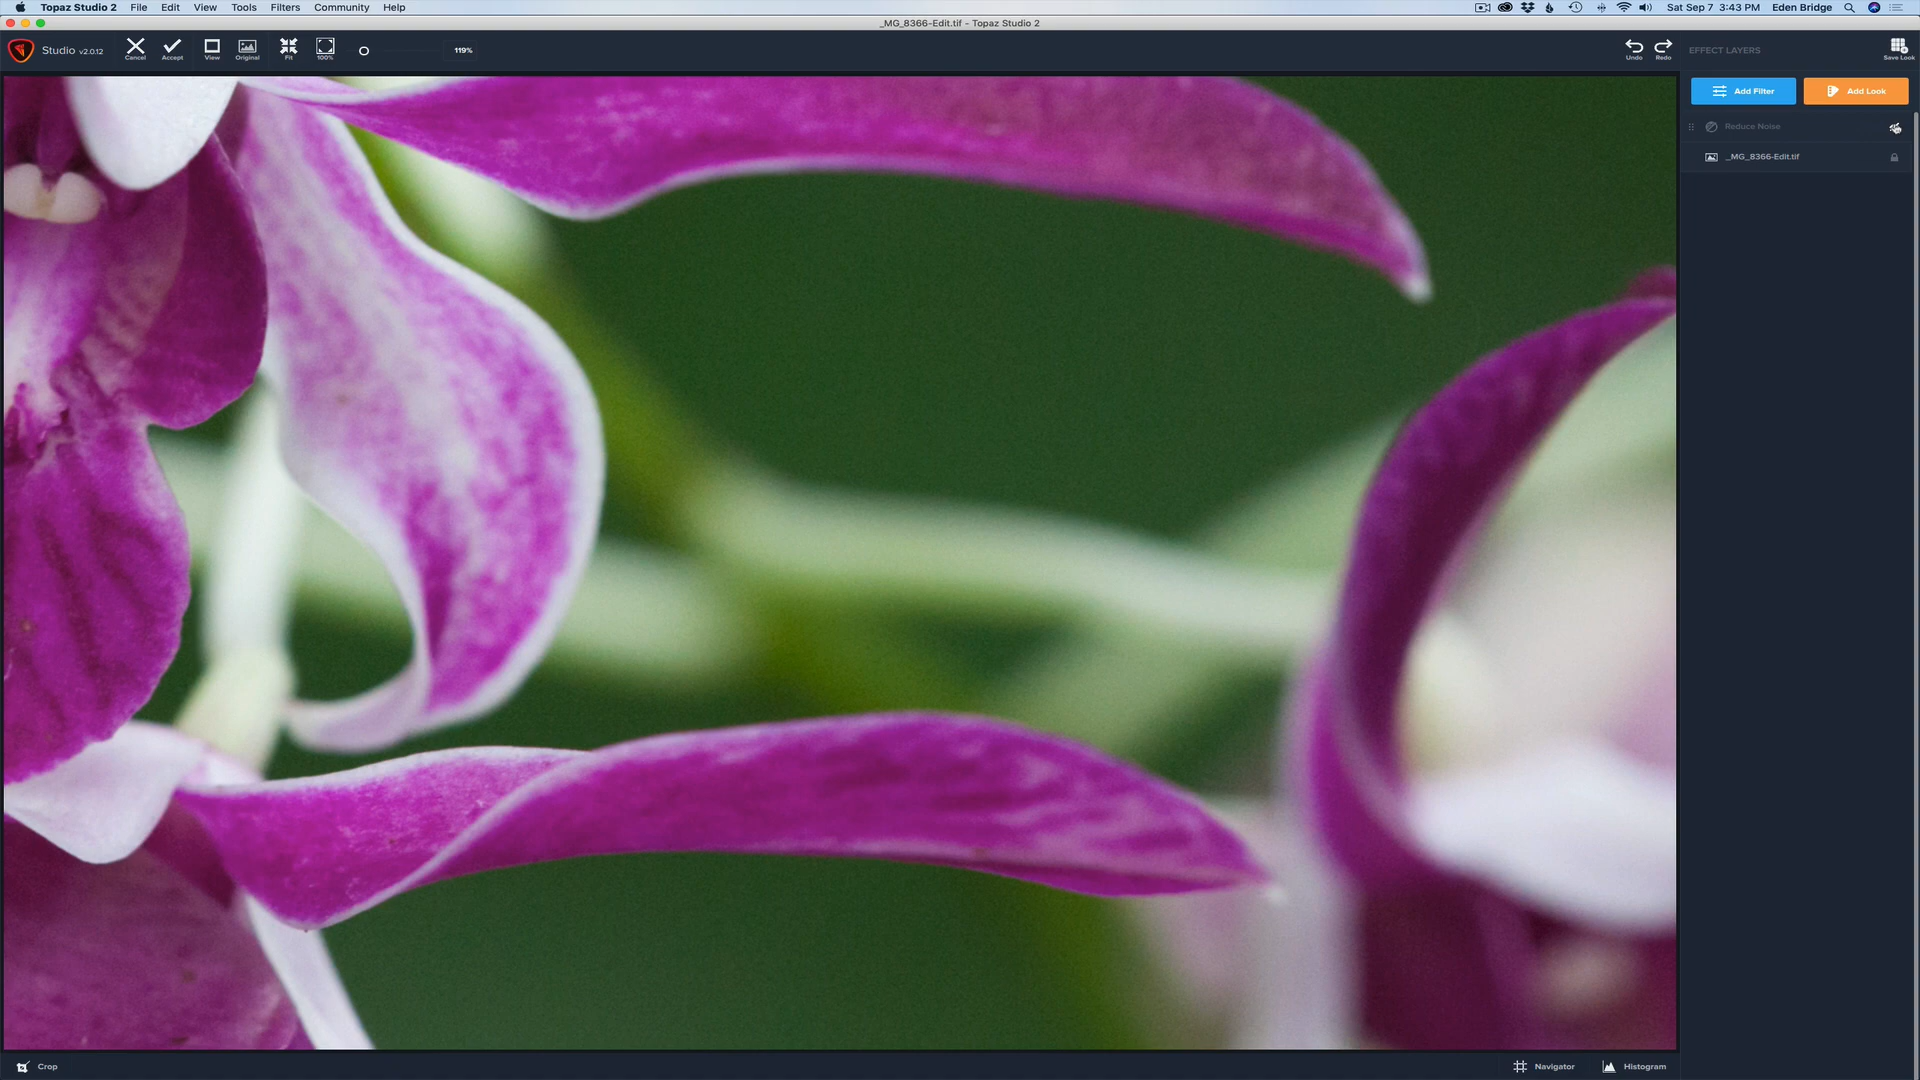 Topaz Studio 2 File Edit View Tools Filters Community Help Sat Sep 7 3:43 PM Eden Bridge
_MG_8366-Edit.tif - Topaz Studio 2
Studio v2.0.12 Cancel Accept View Original Fit 100% 119% Undo Redo EFFECT LAYERS Save Look
Add Filter Add Look
Reduce Noise
_MG_8366-Edit.tif
Crop Navigator Histogram